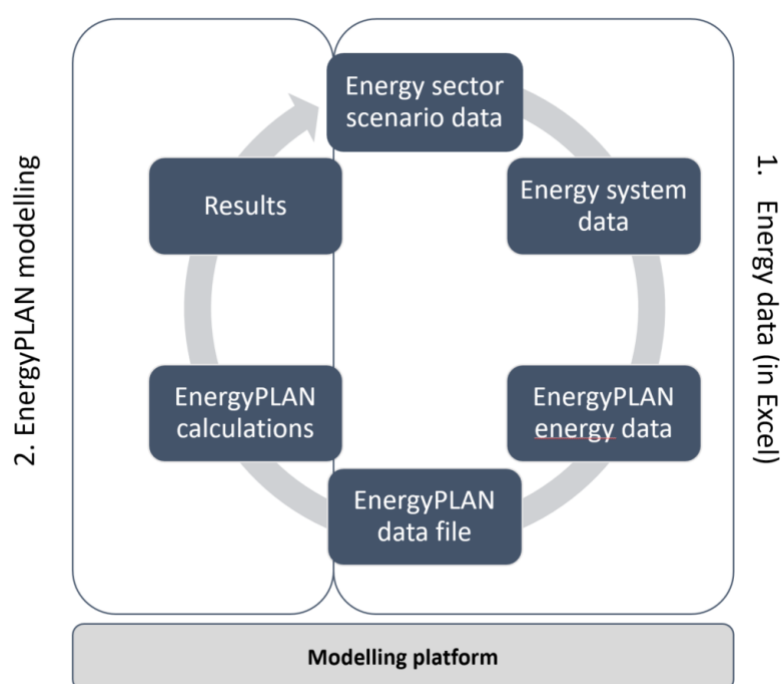 Energy sector
scenario data
Energy system
data
EnergyPLAN
energy data
EnergyPLAN
data file
EnergyPLAN
calculations
Results
2. EnergyPLAN modelling
1. Energy data (in Excel)
Modelling platform